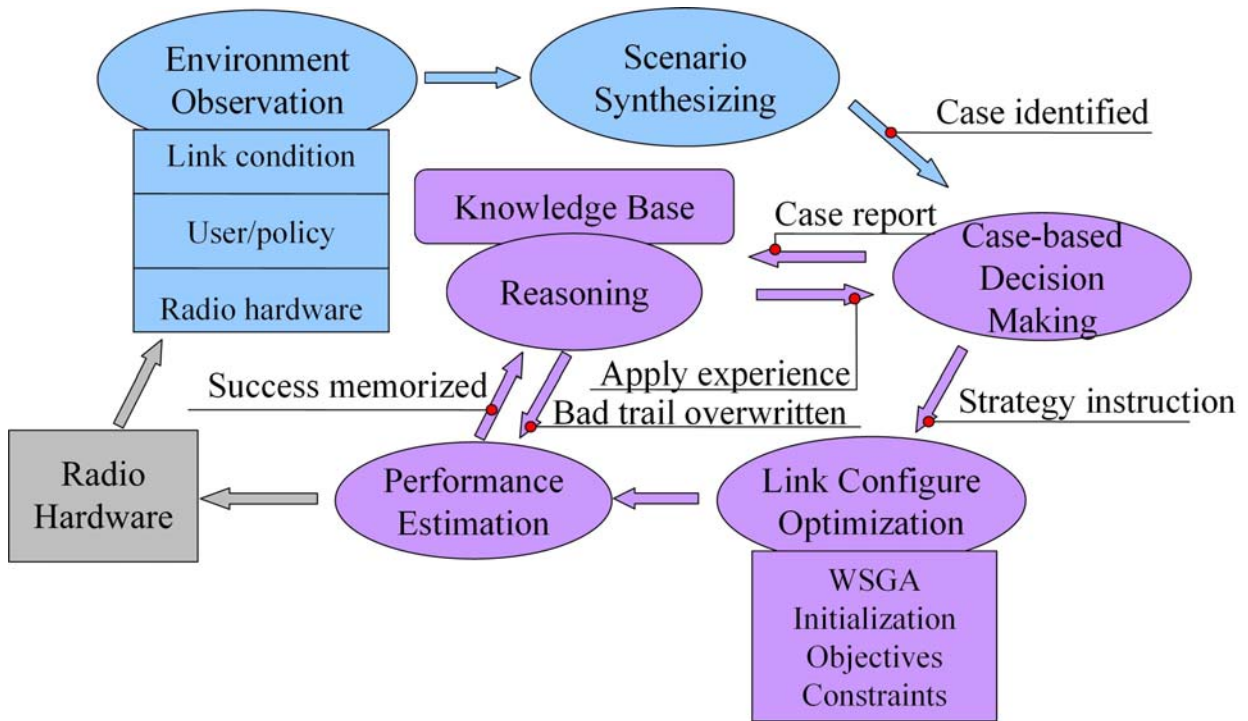 Environment
Observation
Link condition
User/policy
Radio hardware
Scenario
Synthesizing
Case identified
Knowledge Base
Reasoning
Case report
Case-based
Decision
Making
Apply experience
Success memorized
Bad trail overwritten
Strategy instruction
Radio
Hardware
Performance
Estimation
Link Configure
Optimization
WSGA
Initialization
Objectives
Constraints